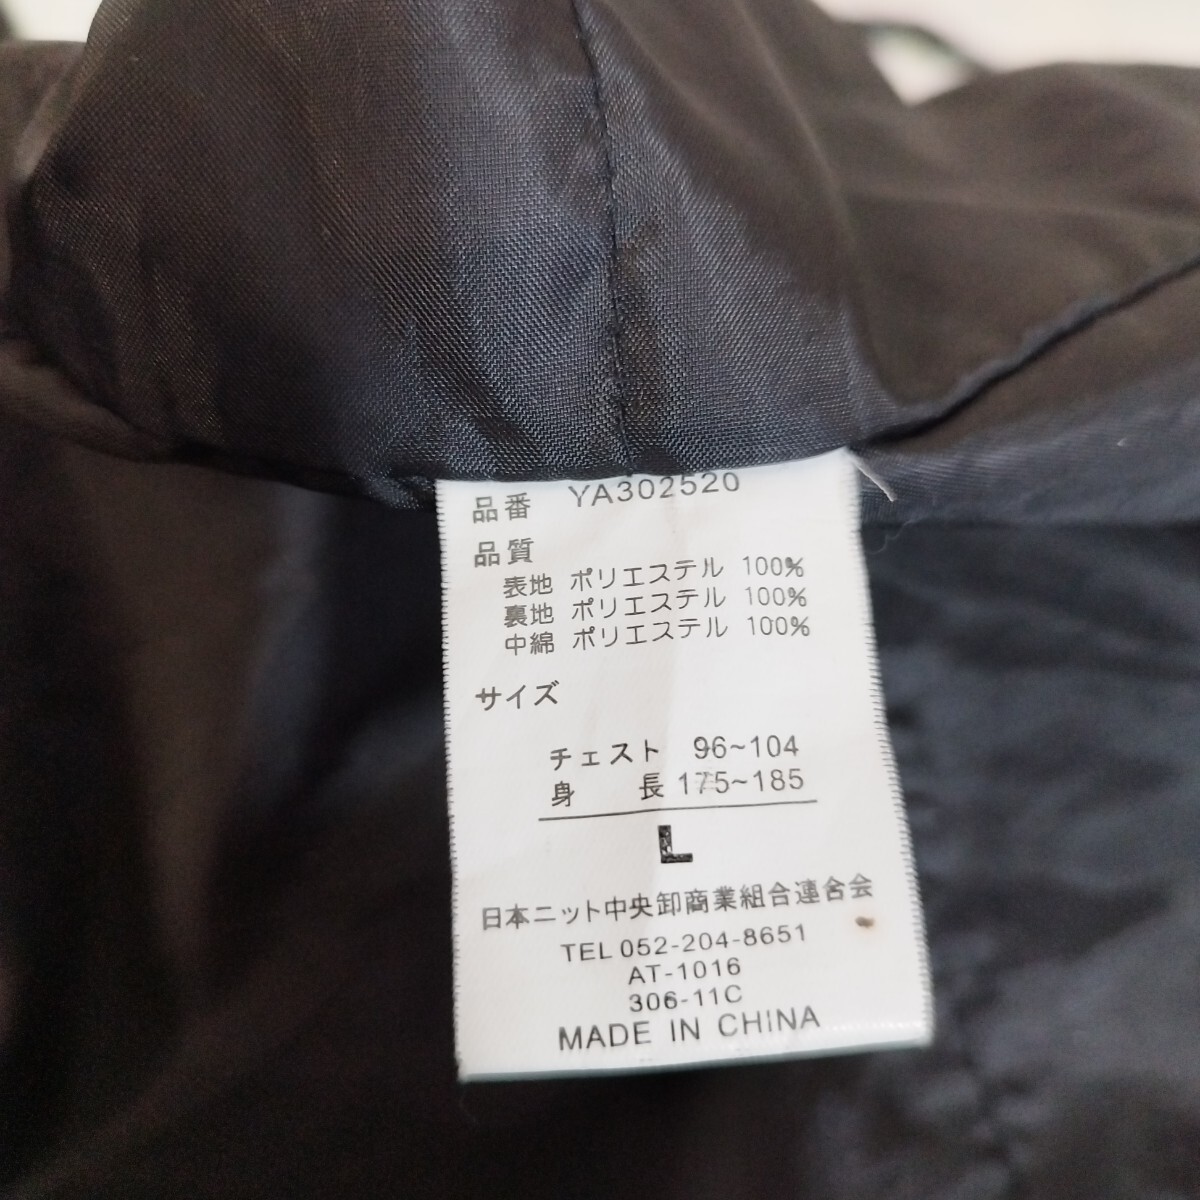 品番 YA302520
品質
表地 ポリエステル 100%
裏地 ポリエステル 100%
中綿 ポリエステル 100%
サイズ
チェスト 96~104
身 長 175~185
L
日本ニット中央卸商業組合連合会
TEL 052-204-8651
AT-1016
306-11C
MADE IN CHINA